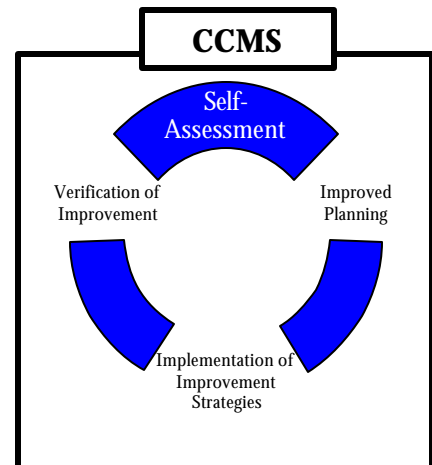 CCMS
Self-
Assessment
Verification of
Improvement
Improved
Planning
Implementation of
Improvement
Strategies